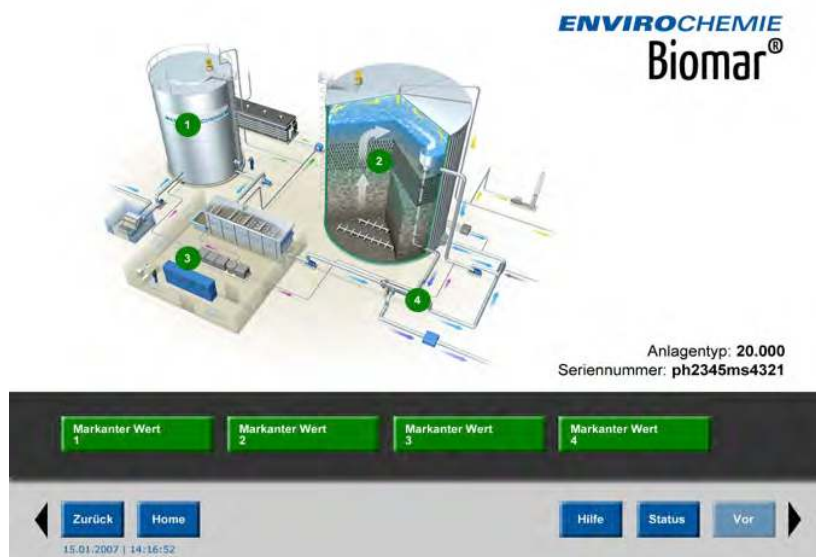 ENVIROCHEMIE
Biomar®
1
2
3
4
Anlagentyp: 20.000
Seriennummer: ph2345ms4321
Markanter Wert
1
Markanter Wert
2
Markanter Wert
3
Markanter Wert
4
Zurück
Home
Hilfe
Status
Vor
15.01.2007 | 14:16:52